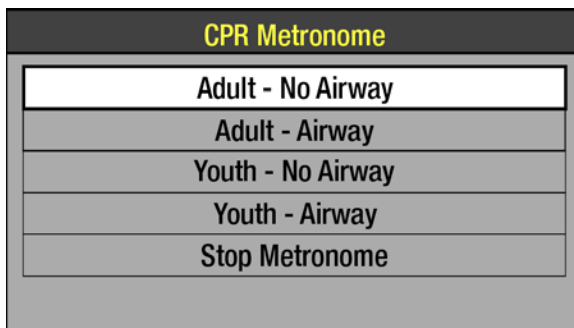 CPR Metronome
Adult - No Airway
Adult - Airway
Youth - No Airway
Youth - Airway
Stop Metronome